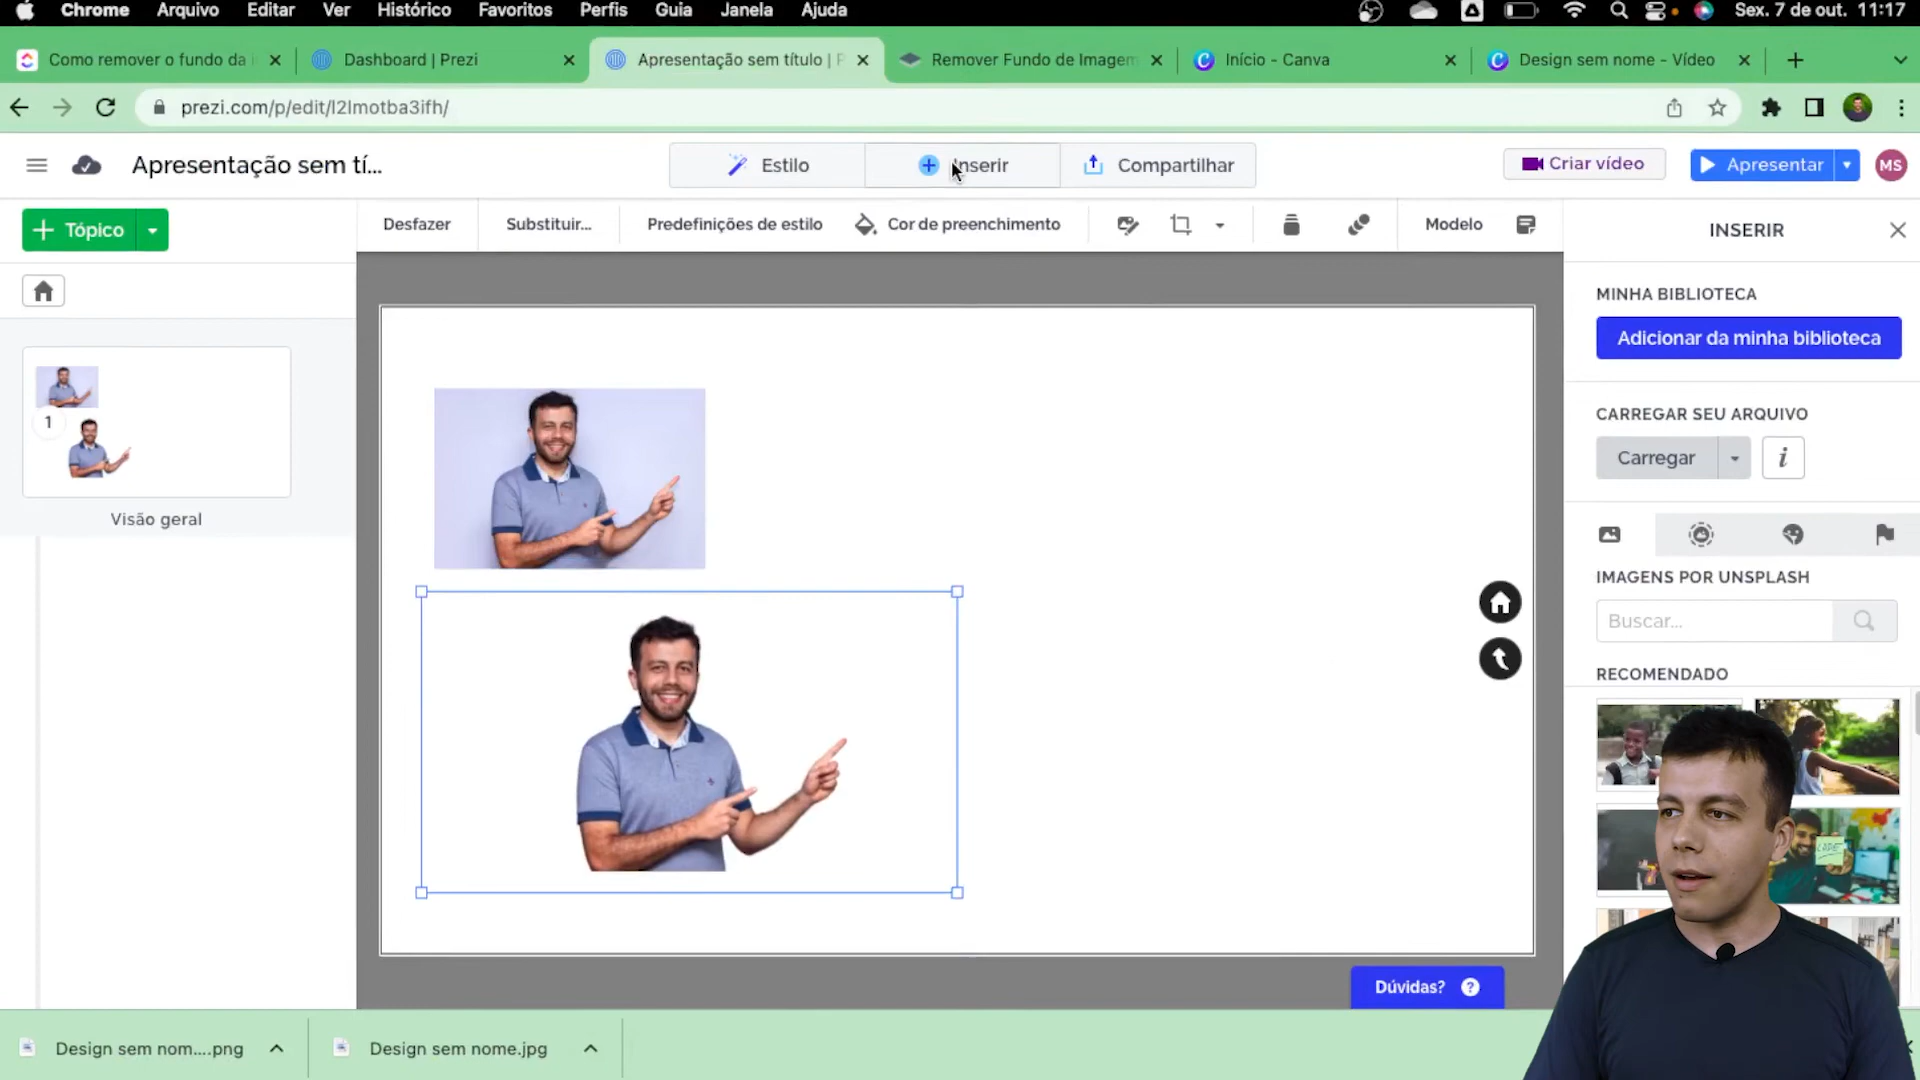 Chrome Arquivo Editar Ver Histórico Favoritos Perfis Guia Janela Ajuda Sex. 7 de out. 11:17
Como remover o fundo da i
Dashboard | Prezi
Apresentação sem título | P
Remover Fundo de Imagem
Início - Canva
Design sem nome - Vídeo
prezi.com/p/edit/l2lmotba3ifh/
Apresentação sem tí...
Estilo
Inserir
Compartilhar
Criar vídeo
Apresentar
MS
Tópico
Desfazer
Substituir...
Predefinições de estilo
Cor de preenchimento
Modelo
INSERIR
MINHA BIBLIOTECA
Adicionar da minha biblioteca
CARREGAR SEU ARQUIVO
Carregar
i
1
Visão geral
IMAGENS POR UNSPLASH
Buscar...
RECOMENDADO
Dúvidas? ?
Design sem nom....png
Design sem nome.jpg